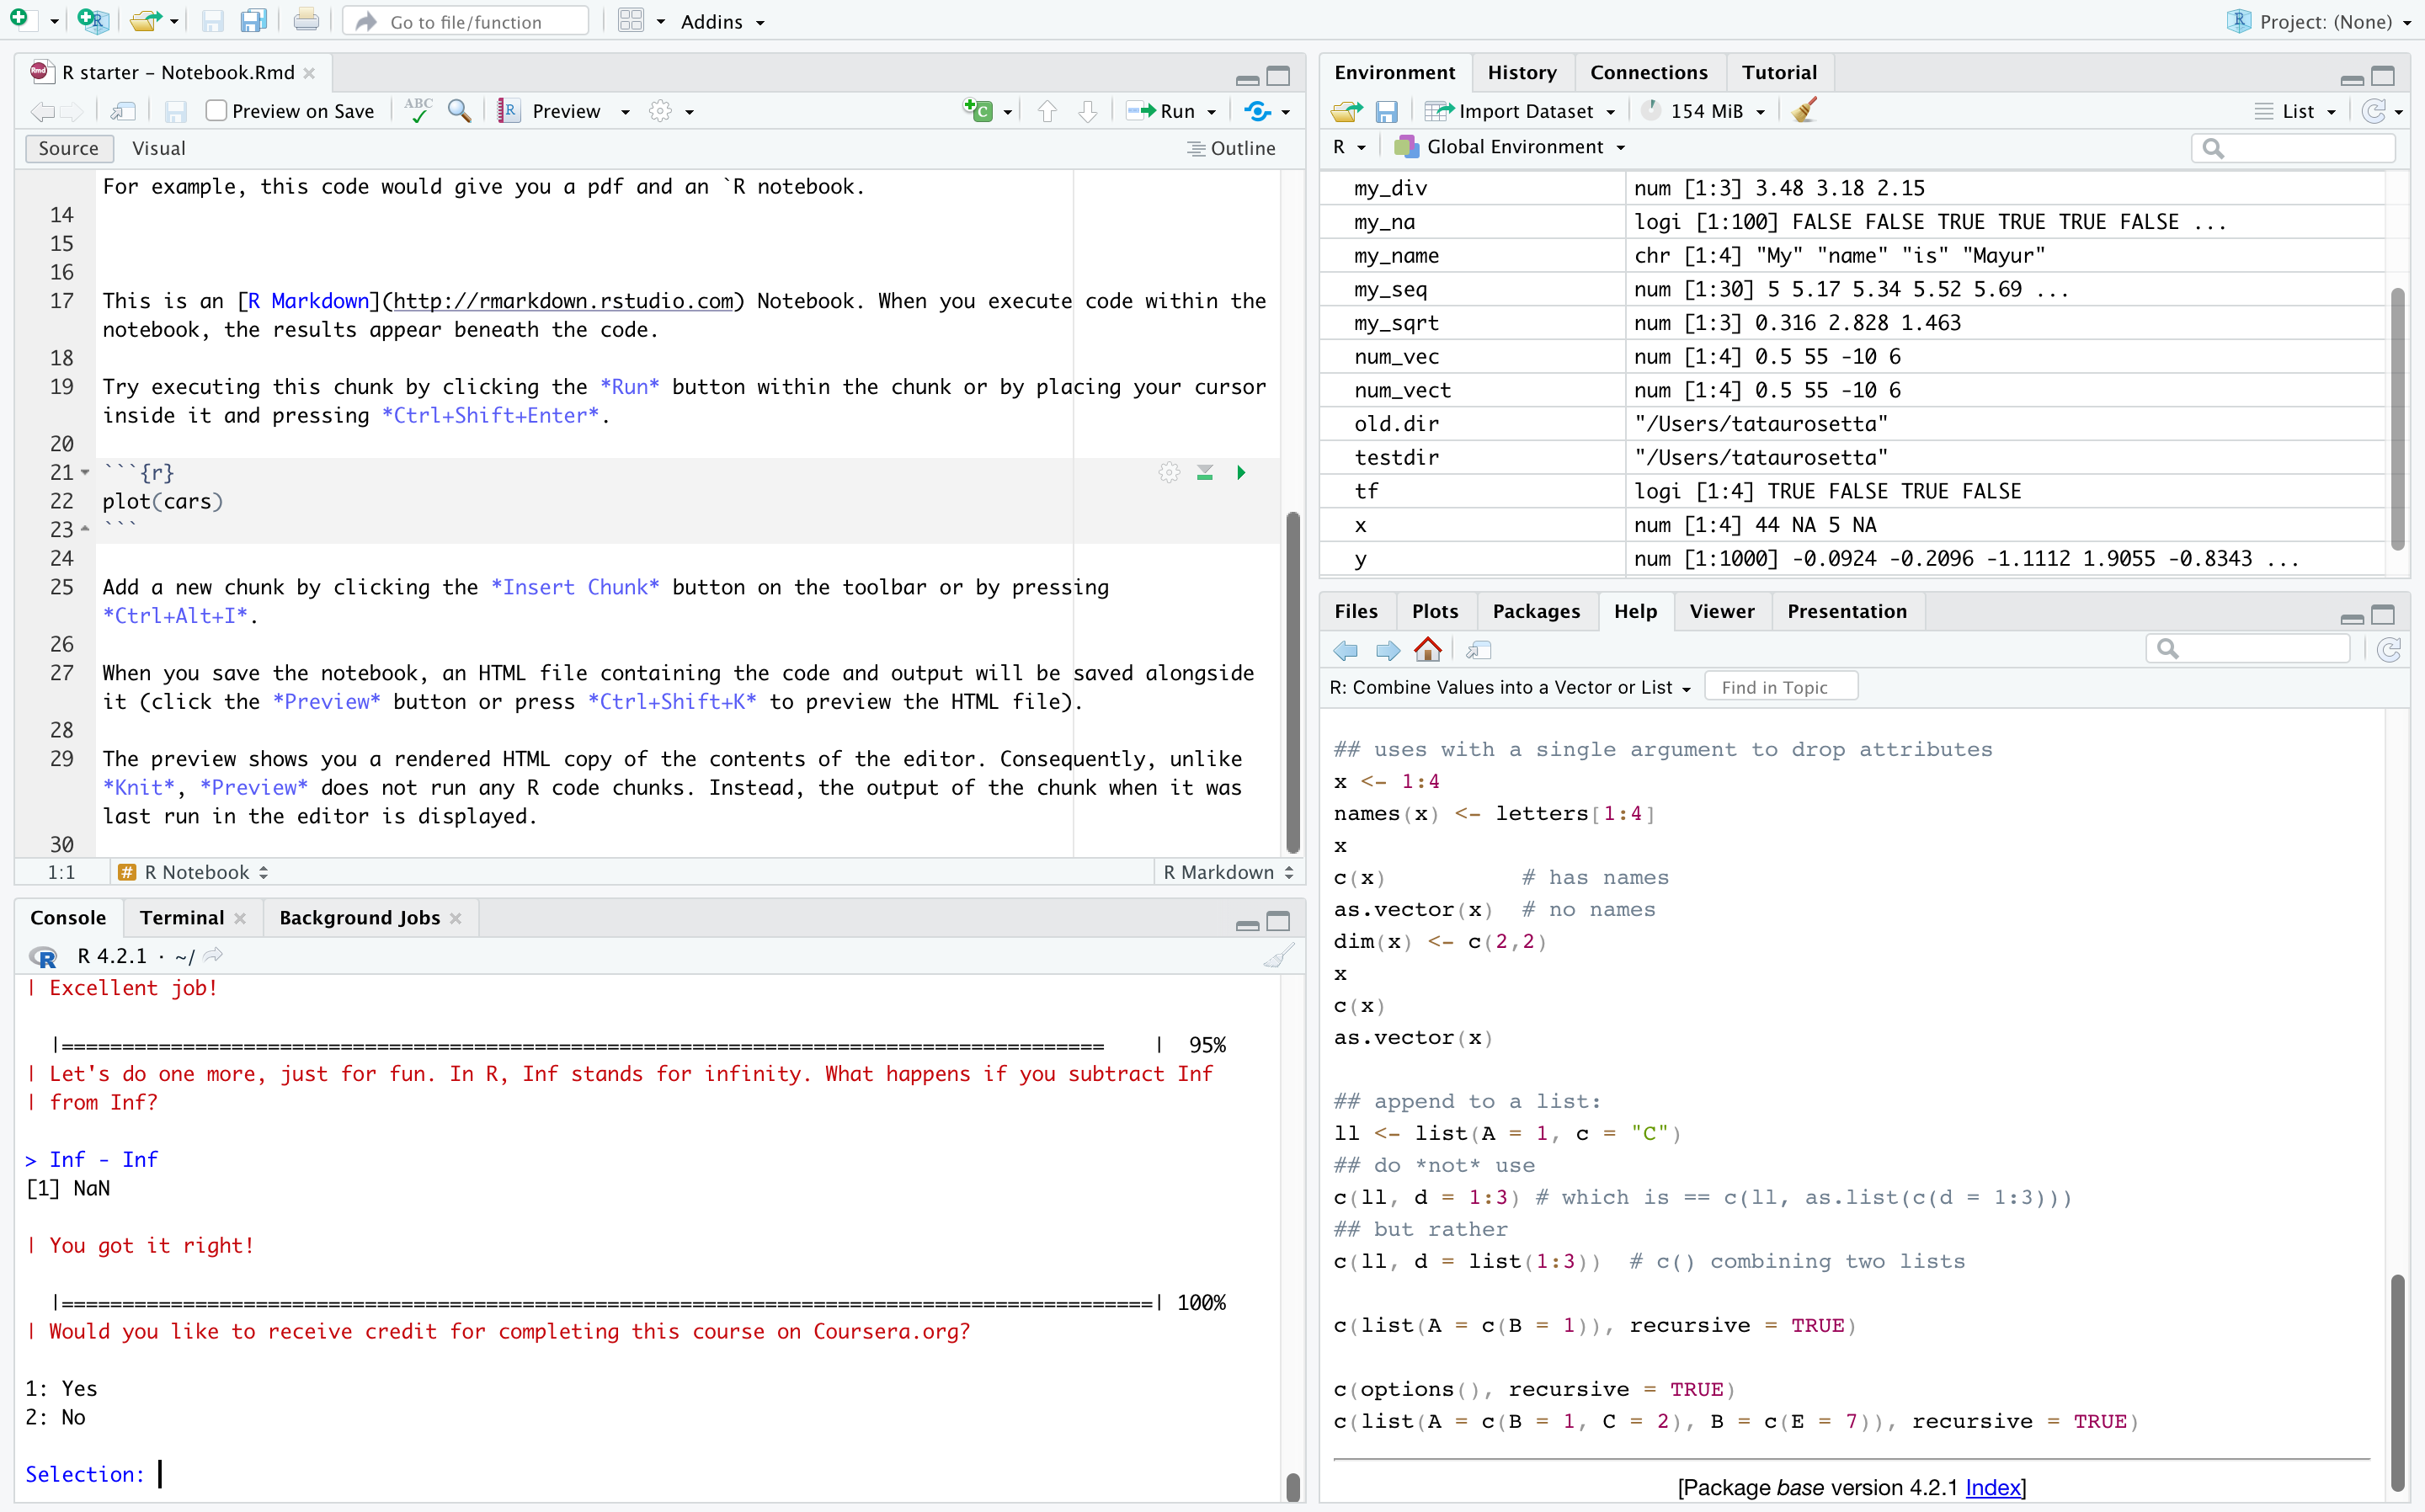 Go to file/function
Addins
Project: (None)
R starter – Notebook.Rmd
Preview on Save
ABC
Preview
Run
Source
Visual
Outline
For example, this code would give you a pdf and an `R notebook.
14
15
16
17 This is an [R Markdown](http://rmarkdown.rstudio.com) Notebook. When you execute code within the
notebook, the results appear beneath the code.
18
19 Try executing this chunk by clicking the *Run* button within the chunk or by placing your cursor
inside it and pressing *Ctrl+Shift+Enter*.
20
21 ```{r}
22 plot(cars)
23 ```
24
25 Add a new chunk by clicking the *Insert Chunk* button on the toolbar or by pressing
*Ctrl+Alt+I*.
26
27 When you save the notebook, an HTML file containing the code and output will be saved alongside
it (click the *Preview* button or press *Ctrl+Shift+K* to preview the HTML file).
28
29 The preview shows you a rendered HTML copy of the contents of the editor. Consequently, unlike
*Knit*, *Preview* does not run any R code chunks. Instead, the output of the chunk when it was
last run in the editor is displayed.
30
1:1
# R Notebook
R Markdown
Console
Terminal
Background Jobs
R 4.2.1 · ~/
| Excellent job!
|====================================================================================== | 95%
| Let's do one more, just for fun. In R, Inf stands for infinity. What happens if you subtract Inf
| from Inf?
> Inf - Inf
[1] NaN
| You got it right!
|==========================================================================================| 100%
| Would you like to receive credit for completing this course on Coursera.org?
1: Yes
2: No
Selection:
Environment
History
Connections
Tutorial
Import Dataset
154 MiB
List
R
Global Environment
my_div num [1:3] 3.48 3.18 2.15
my_na logi [1:100] FALSE FALSE TRUE TRUE TRUE FALSE ...
my_name chr [1:4] "My" "name" "is" "Mayur"
my_seq num [1:30] 5 5.17 5.34 5.52 5.69 ...
my_sqrt num [1:3] 0.316 2.828 1.463
num_vec num [1:4] 0.5 55 -10 6
num_vect num [1:4] 0.5 55 -10 6
old.dir "/Users/tataurosetta"
testdir "/Users/tataurosetta"
tf logi [1:4] TRUE FALSE TRUE FALSE
x num [1:4] 44 NA 5 NA
y num [1:1000] -0.0924 -0.2096 -1.1112 1.9055 -0.8343 ...
Files
Plots
Packages
Help
Viewer
Presentation
R: Combine Values into a Vector or List
Find in Topic
## uses with a single argument to drop attributes
x <- 1:4
names(x) <- letters[1:4]
x
c(x) # has names
as.vector(x) # no names
dim(x) <- c(2,2)
x
c(x)
as.vector(x)
## append to a list:
ll <- list(A = 1, c = "C")
## do *not* use
c(ll, d = 1:3) # which is == c(ll, as.list(c(d = 1:3)))
## but rather
c(ll, d = list(1:3)) # c() combining two lists
c(list(A = c(B = 1)), recursive = TRUE)
c(options(), recursive = TRUE)
c(list(A = c(B = 1, C = 2), B = c(E = 7)), recursive = TRUE)
[Package base version 4.2.1 Index]